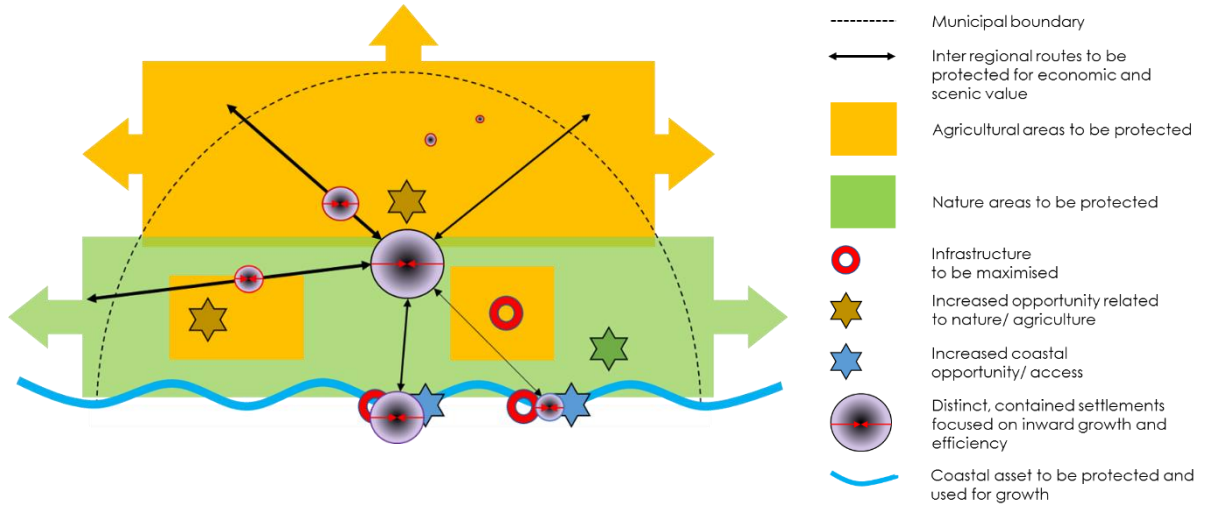 Municipal boundary
Inter regional routes to be
protected for economic and
scenic value
Agricultural areas to be protected
Nature areas to be protected
Infrastructure
to be maximised
Increased opportunity related
to nature/ agriculture
Increased coastal
opportunity/ access
Distinct, contained settlements
focused on inward growth and
efficiency
Coastal asset to be protected and
used for growth